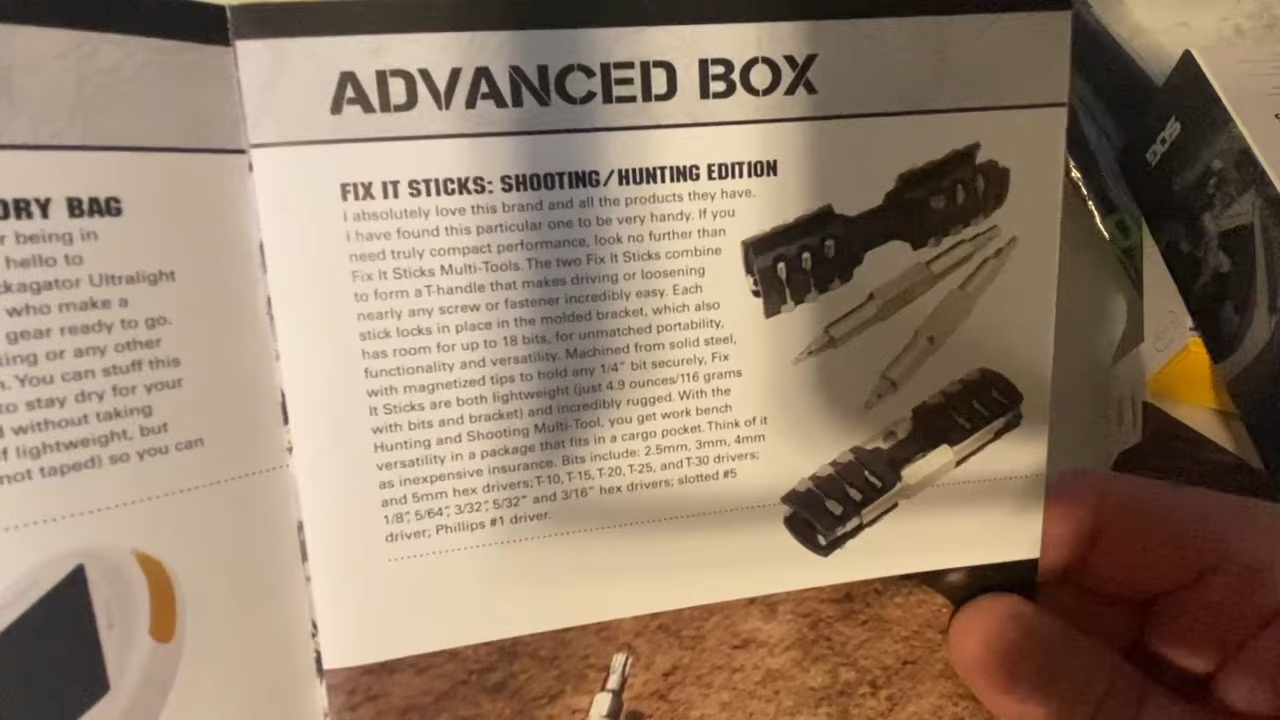 ADVANCED BOX
ORY BAG
r being in
hello to
ckagator Ultralight
who make a
gear ready to go.
king or any other
n. You can stuff this
to stay dry for your
d without taking
of lightweight, but
not taped) so you can
FIX IT STICKS: SHOOTING/HUNTING EDITION
I absolutely love this brand and all the products they have.
I have found this particular one to be very handy. If you
need truly compact performance, look no further than
Fix It Sticks Multi-Tools. The two Fix It Sticks combine
to form a T-handle that makes driving or loosening
nearly any screw or fastener incredibly easy. Each
stick locks in place in the molded bracket, which also
has room for up to 18 bits, for unmatched portability,
functionality and versatility. Machined from solid steel,
with magnetized tips to hold any 1/4" bit securely, Fix
It Sticks are both lightweight (just 4.9 ounces/116 grams
with bits and bracket) and incredibly rugged. With the
Hunting and Shooting Multi-Tool, you get work bench
versatility in a package that fits in a cargo pocket. Think of it
as inexpensive insurance. Bits include: 2.5mm, 3mm, 4mm
and 5mm hex drivers; T-10, T-15, T-20, T-25, and T-30 drivers;
1/8", 5/64", 3/32", 5/32" and 3/16" hex drivers; slotted #5
driver; Phillips #1 driver.
SOG